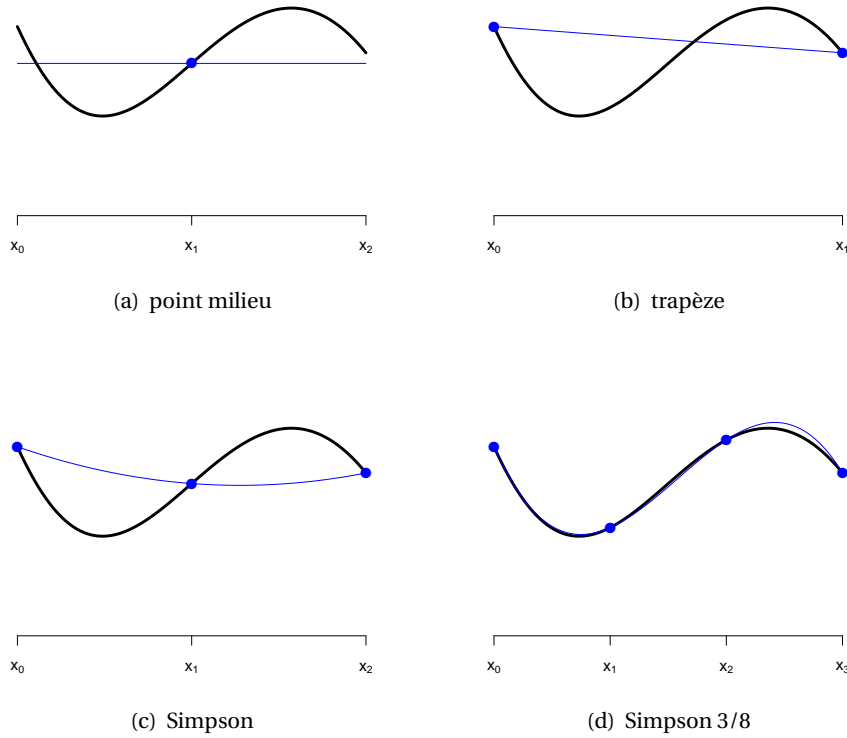 x0 x1 x2
(a) point milieu
x0 x1
(b) trapèze
x0 x1 x2
(c) Simpson
x0 x1 x2 x3
(d) Simpson 3/8